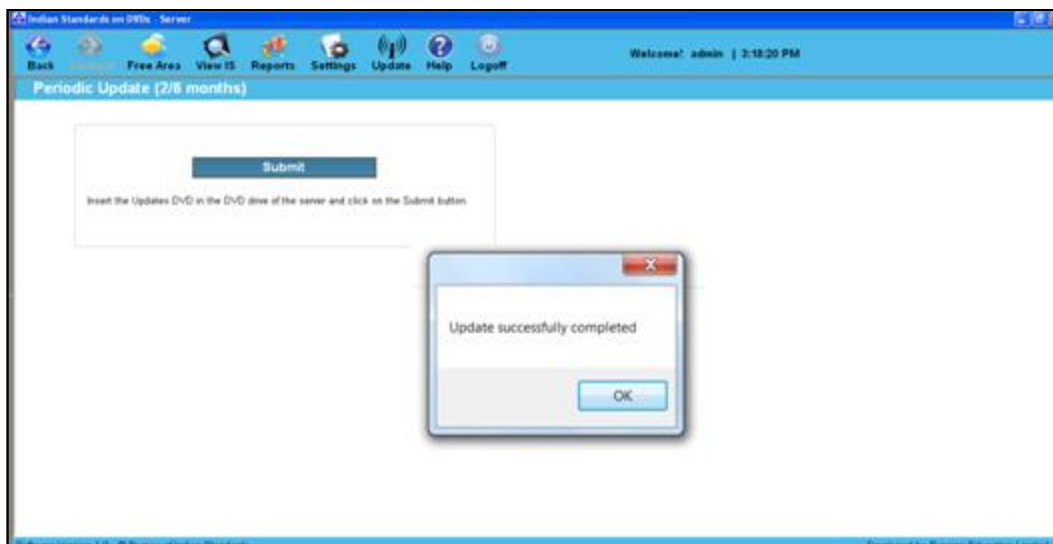 Indian Standards on DVDs - Server
Back Free Area View IS Reports Settings Update Help Logoff Welcome! admin | 3:18:20 PM
Periodic Update (2/6 months)
Submit
Insert the Updates DVD in the DVD drive of the server and click on the Submit button.
Update successfully completed
OK